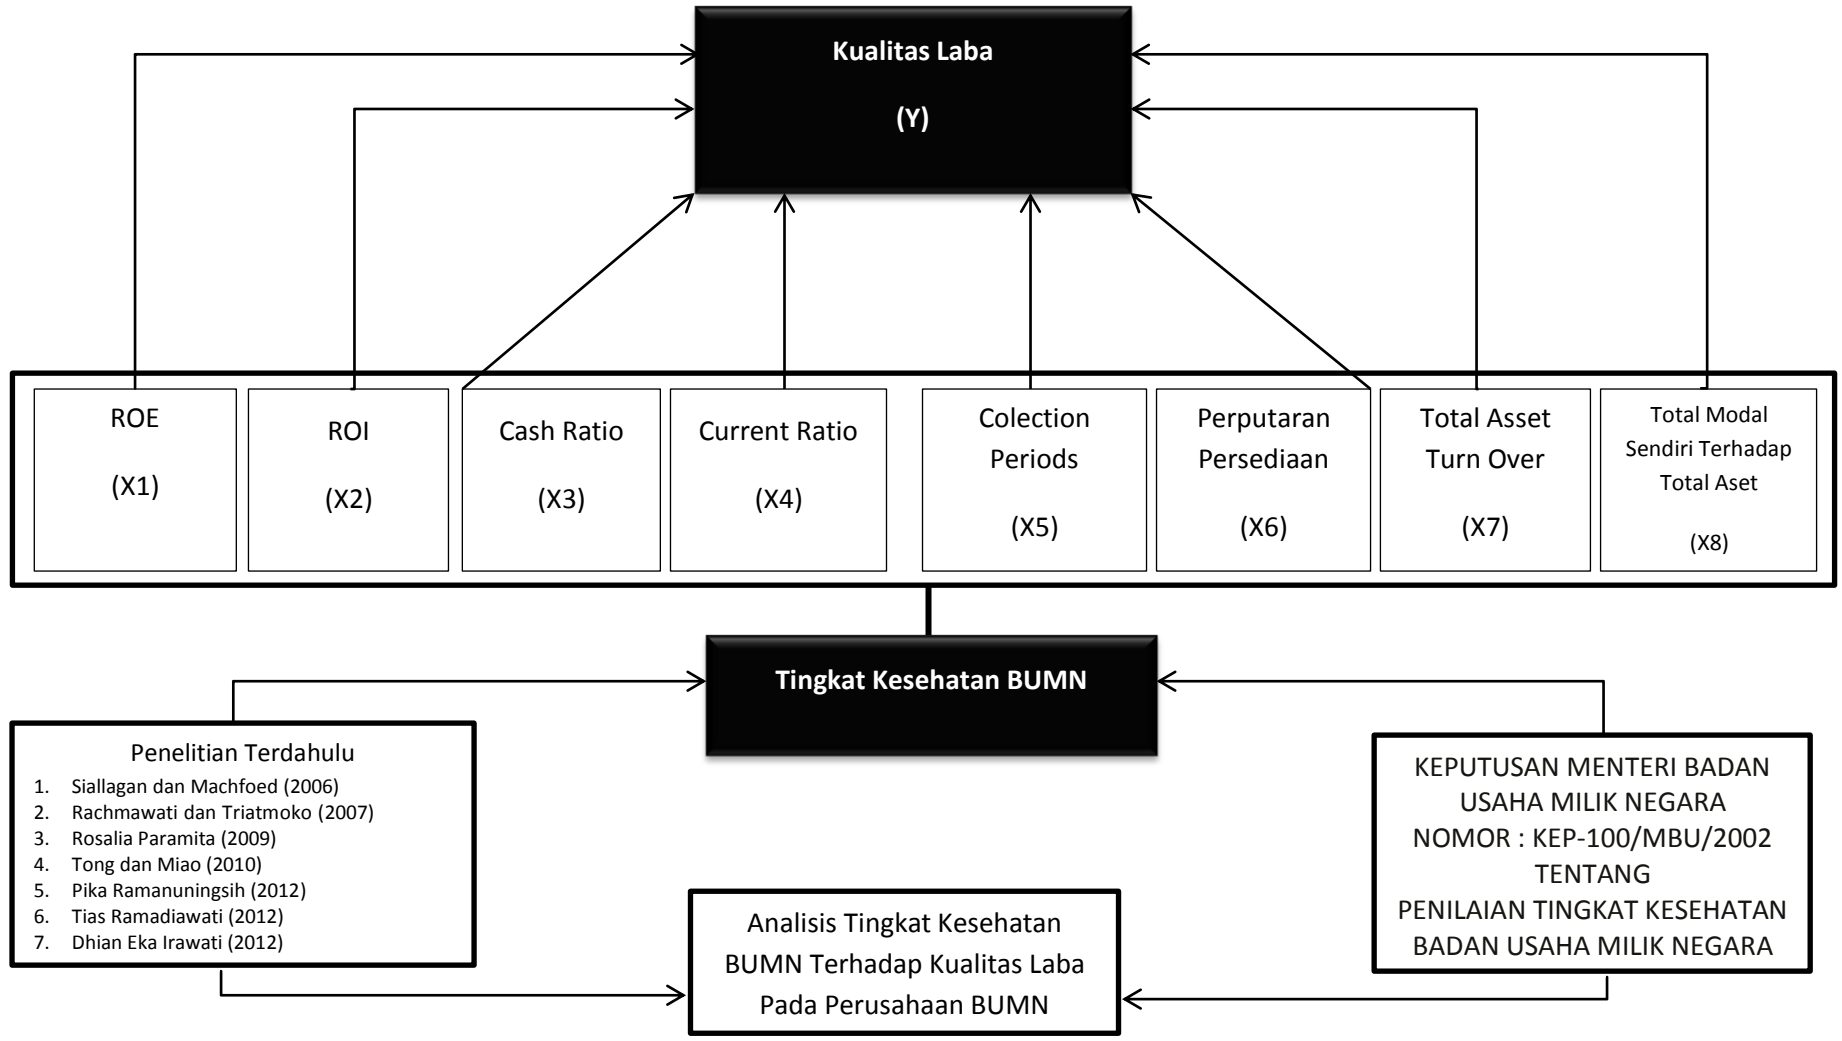 Kualitas Laba
(Y)
ROE
(X1)
ROI
(X2)
Cash Ratio
(X3)
Current Ratio
(X4)
Colection
Periods
(X5)
Perputaran
Persediaan
(X6)
Total Asset
Turn Over
(X7)
Total Modal
Sendiri Terhadap
Total Aset
(X8)
Tingkat Kesehatan BUMN
Penelitian Terdahulu
1. Siallagan dan Machfoed (2006)
2. Rachmawati dan Triatmoko (2007)
3. Rosalia Paramita (2009)
4. Tong dan Miao (2010)
5. Pika Ramanuningsih (2012)
6. Tias Ramadiawati (2012)
7. Dhian Eka Irawati (2012)
KEPUTUSAN MENTERI BADAN
USAHA MILIK NEGARA
NOMOR : KEP-100/MBU/2002
TENTANG
PENILAIAN TINGKAT KESEHATAN
BADAN USAHA MILIK NEGARA
Analisis Tingkat Kesehatan
BUMN Terhadap Kualitas Laba
Pada Perusahaan BUMN